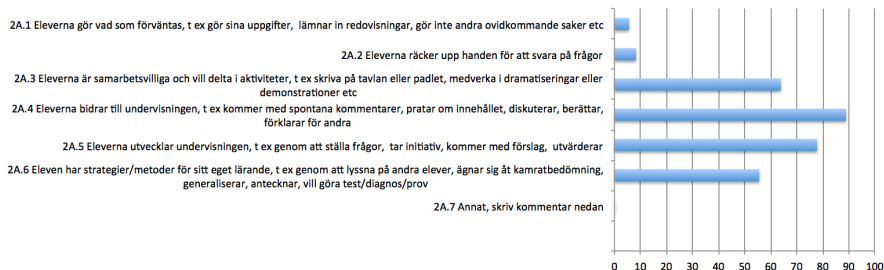 2A.1 Eleverna gör vad som förväntas, t ex gör sina uppgifter, lämnar in redovisningar, gör inte andra ovidkommande saker etc
2A.2 Eleverna räcker upp handen för att svara på frågor
2A.3 Eleverna är samarbetsvilliga och vill delta i aktiviteter, t ex skriva på tavlan eller padlet, medverka i dramatiseringar eller
demonstrationer etc
2A.4 Eleverna bidrar till undervisningen, t ex kommer med spontana kommentarer, pratar om innehållet, diskuterar, berättar,
förklarar för andra
2A.5 Eleverna utvecklar undervisningen, t ex genom att ställa frågor, tar initiativ, kommer med förslag, utvärderar
2A.6 Eleven har strategier/metoder för sitt eget lärande, t ex genom att lyssna på andra elever, ägnar sig åt kamratbedömning,
generaliserar, antecknar, vill göra test/diagnos/prov
2A.7 Annat, skriv kommentar nedan
0 10 20 30 40 50 60 70 80 90 100